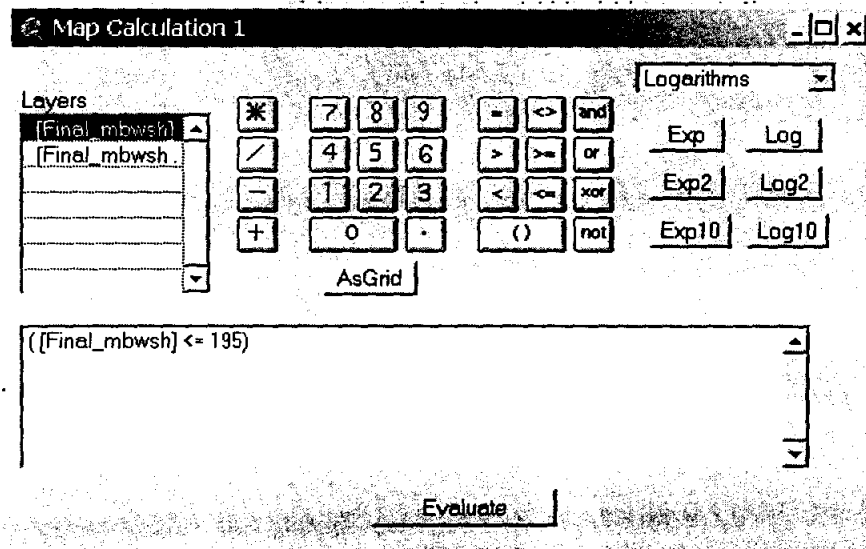 Map Calculation 1
Logarithms
Layers
[Final_mbwsh]
[Final_mbwsh .
* 7 8 9 = <> and
/ 4 5 6 > >= or
- 1 2 3 < <= xor
+ 0 . ( ) not
Exp Log
Exp2 Log2
Exp10 Log10
AsGrid
( [Final_mbwsh] <= 195)
Evaluate